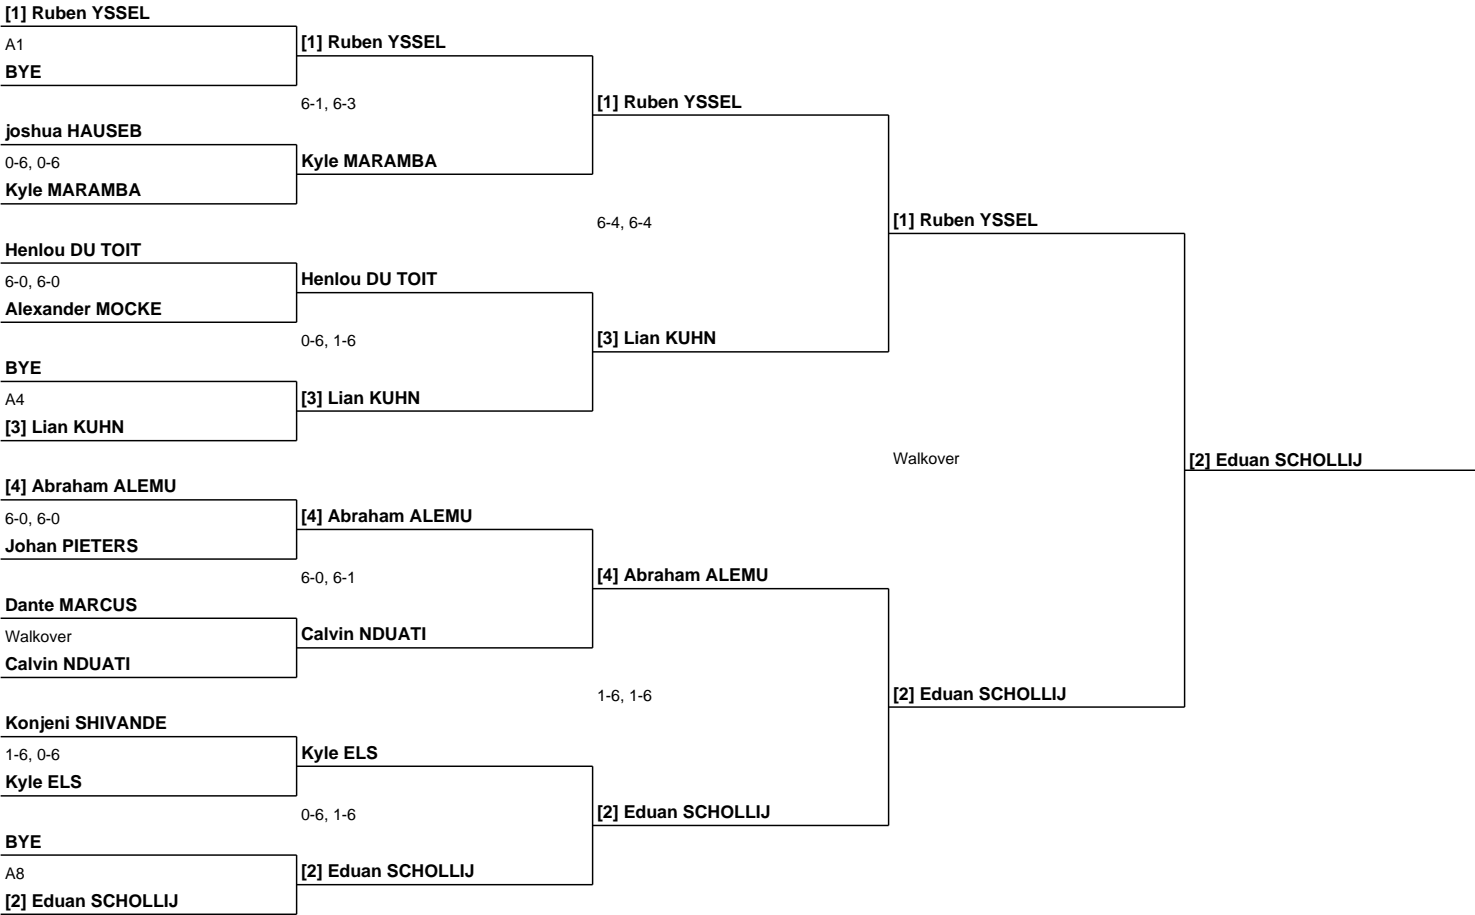 [1] Ruben YSSEL
A1
BYE
joshua HAUSEB
0-6, 0-6
Kyle MARAMBA
Henlou DU TOIT
6-0, 6-0
Alexander MOCKE
BYE
A4
[3] Lian KUHN
[4] Abraham ALEMU
6-0, 6-0
Johan PIETERS
Dante MARCUS
Walkover
Calvin NDUATI
Konjeni SHIVANDE
1-6, 0-6
Kyle ELS
BYE
A8
[2] Eduan SCHOLLIJ
[1] Ruben YSSEL
6-1, 6-3
Kyle MARAMBA
Henlou DU TOIT
0-6, 1-6
[3] Lian KUHN
[4] Abraham ALEMU
6-0, 6-1
Calvin NDUATI
Kyle ELS
0-6, 1-6
[2] Eduan SCHOLLIJ
[1] Ruben YSSEL
6-4, 6-4
[3] Lian KUHN
[4] Abraham ALEMU
1-6, 1-6
[2] Eduan SCHOLLIJ
[1] Ruben YSSEL
Walkover
[2] Eduan SCHOLLIJ
[2] Eduan SCHOLLIJ